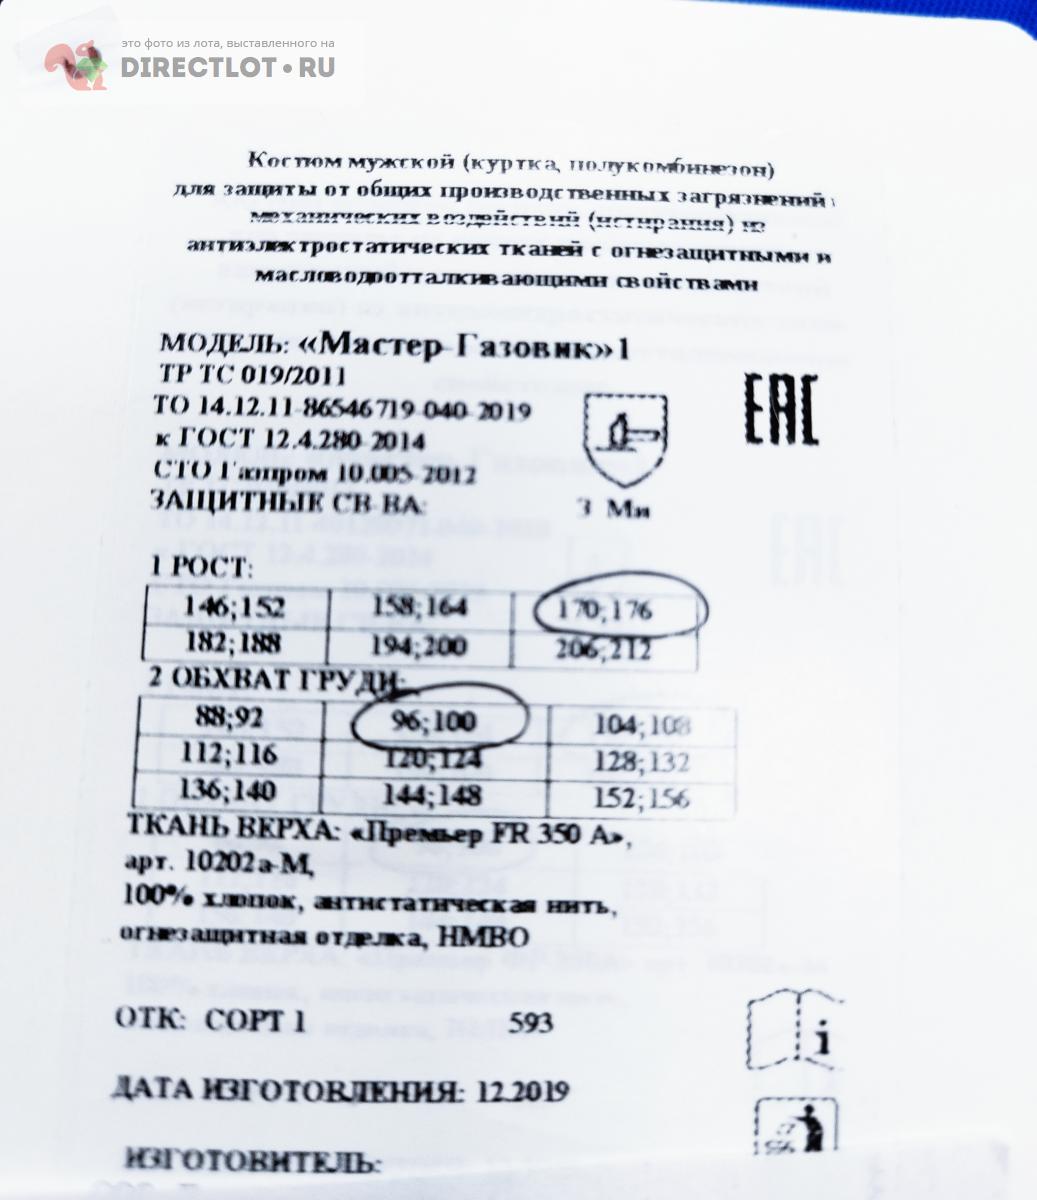 это фото из лота, выставленного на
DIRECTLOT.RU
Костюм мужской (куртка, полукомбинезон)
для защиты от общих производственных загрязнений
механических воздействий (истирания) из
антиэлектростатических тканей с огнезащитными и
масловодоотталкивающими свойствами
МОДЕЛЬ: «Мастер-Газовик» 1
ТР ТС 019/2011
ТО 14.12.11-86546719-040-2019
к ГОСТ 12.4.280-2014
СТО Газпром 10.005-2012
ЗАЩИТНЫЕ СВ-ВА: З Ми
EAC
1 РОСТ:
146;152 158;164 170;176
182;188 194;200 206;212
2 ОБХВАТ ГРУДИ:
88;92 96;100 104;108
112;116 120;124 128;132
136;140 144;148 152;156
ТКАНЬ ВЕРХА: «Премьер FR 350 А»,
арт. 10202а-М,
100% хлопок, антистатическая нить,
огнезащитная отделка, НМВО
ОТК: СОРТ 1 593
i
ДАТА ИЗГОТОВЛЕНИЯ: 12.2019
ИЗГОТОВИТЕЛЬ: